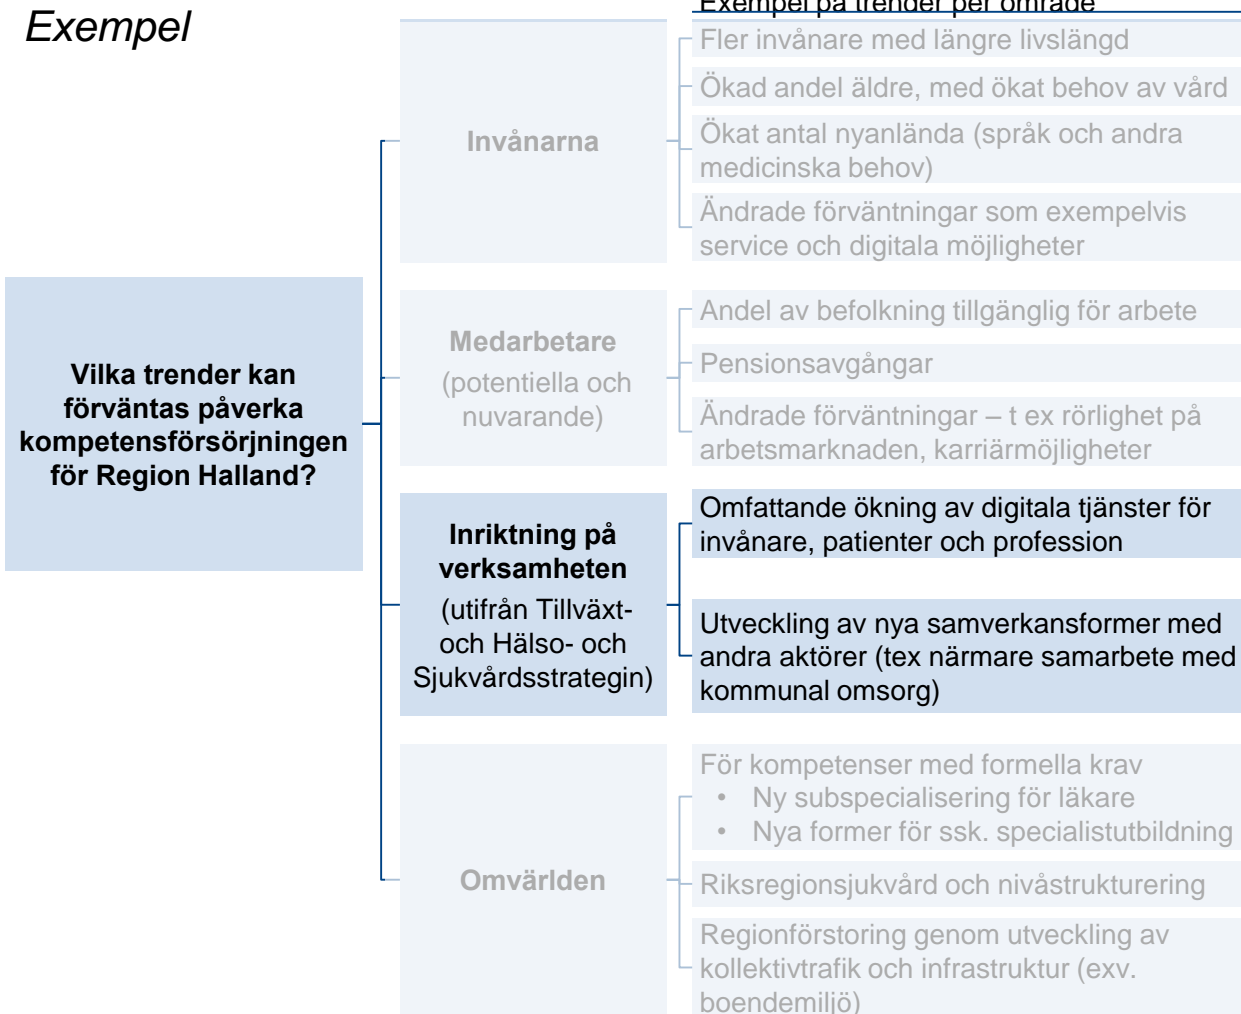 Exempel
Exempel på trender per område
Vilka trender kan
förväntas påverka
kompetensförsörjningen
för Region Halland?
Invånarna
Fler invånare med längre livslängd
Ökad andel äldre, med ökat behov av vård
Ökat antal nyanlända (språk och andra
medicinska behov)
Ändrade förväntningar som exempelvis
service och digitala möjligheter
Medarbetare
(potentiella och
nuvarande)
Andel av befolkning tillgänglig för arbete
Pensionsavgångar
Ändrade förväntningar – t ex rörlighet på
arbetsmarknaden, karriärmöjligheter
Inriktning på
verksamheten
(utifrån Tillväxt-
och Hälso- och
Sjukvårdsstrategin)
Omfattande ökning av digitala tjänster för
invånare, patienter och profession
Utveckling av nya samverkansformer med
andra aktörer (tex närmare samarbete med
kommunal omsorg)
Omvärlden
För kompetenser med formella krav
• Ny subspecialisering för läkare
• Nya former för ssk. specialistutbildning
Riksregionsjukvård och nivåstrukturering
Regionförstoring genom utveckling av
kollektivtrafik och infrastruktur (exv.
boendemiljö)